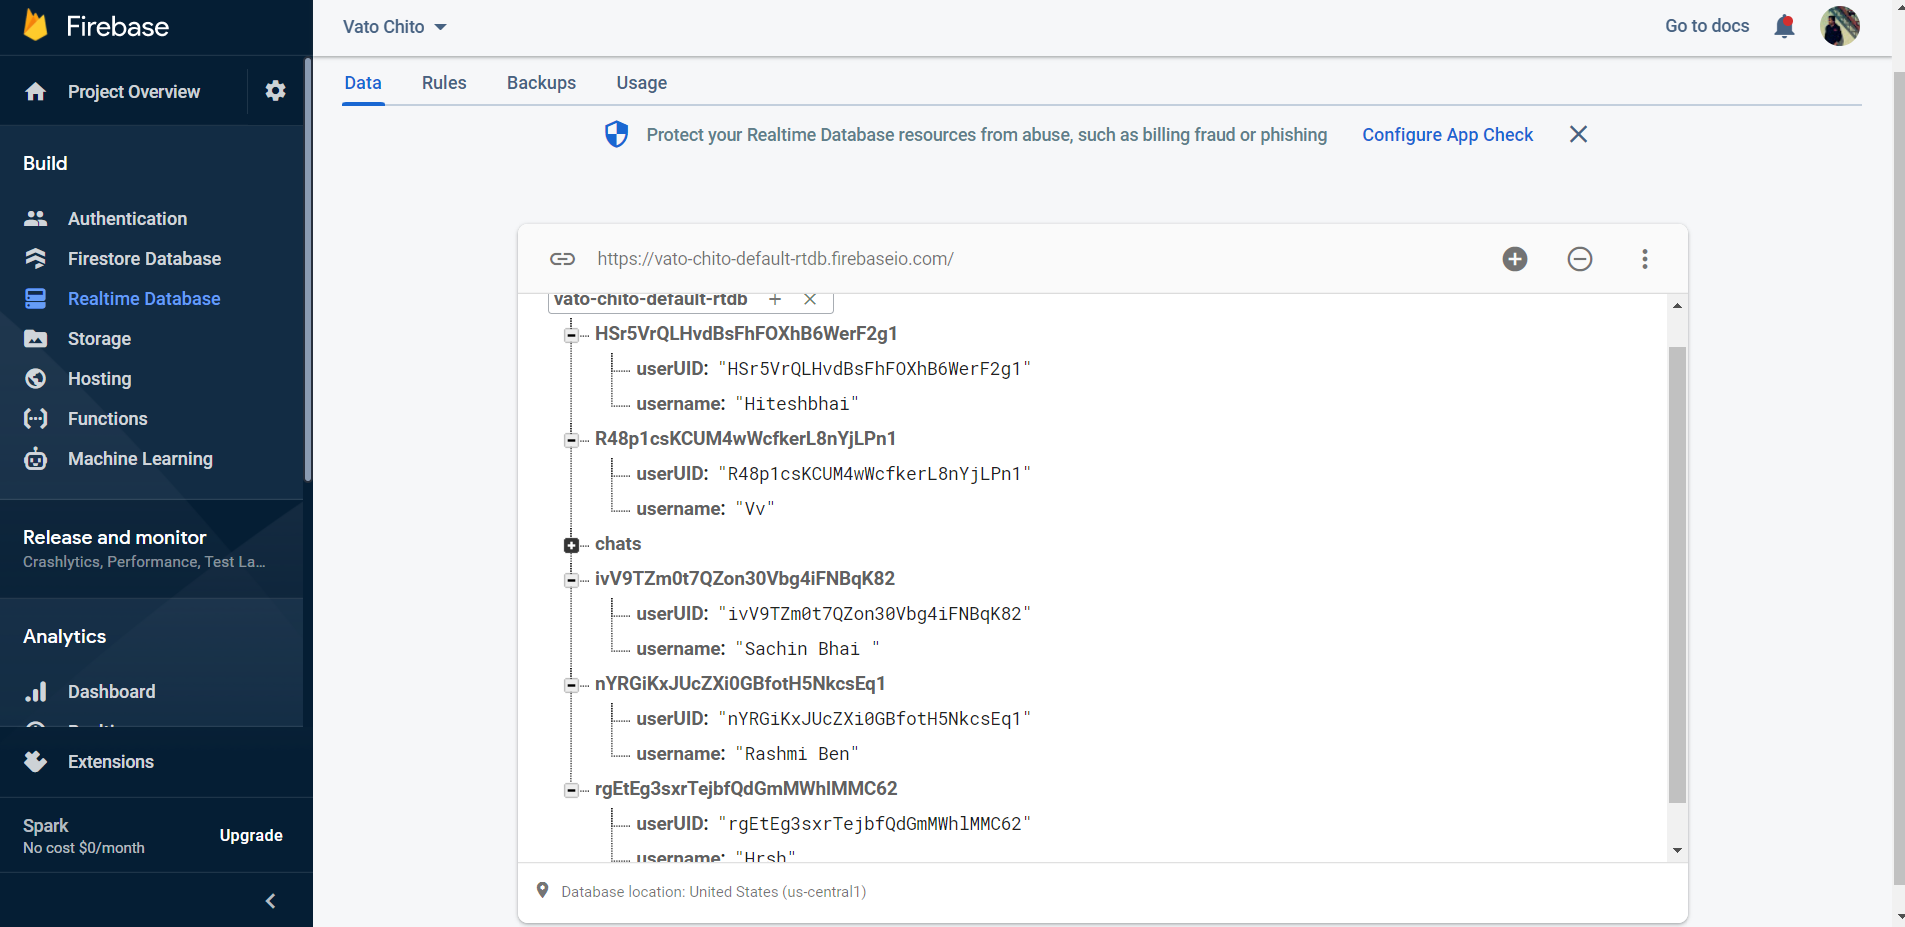 Firebase
Vato Chito
Go to docs
Project Overview
Data Rules Backups Usage
Protect your Realtime Database resources from abuse, such as billing fraud or phishing Configure App Check
Build
Authentication
Firestore Database
Realtime Database
Storage
Hosting
Functions
Machine Learning
Release and monitor
Crashlytics, Performance, Test La...
Analytics
Dashboard
Extensions
Spark
No cost $0/month
Upgrade
https://vato-chito-default-rtdb.firebaseio.com/
vato-chito-default-rtdb
HSr5VrQLHvdBsFhFOXhB6WerF2g1
userUID: "HSr5VrQLHvdBsFhFOXhB6WerF2g1"
username: "Hiteshbhai"
R48p1csKCUM4wWcfkerL8nYjLPn1
userUID: "R48p1csKCUM4wWcfkerL8nYjLPn1"
username: "Vv"
chats
ivV9TZm0t7QZon30Vbg4iFNBqK82
userUID: "ivV9TZm0t7QZon30Vbg4iFNBqK82"
username: "Sachin Bhai "
nYRGiKxJUcZXi0GBfotH5NkcsEq1
userUID: "nYRGiKxJUcZXi0GBfotH5NkcsEq1"
username: "Rashmi Ben"
rgEtEg3sxrTejbfQdGmMWhlMMC62
userUID: "rgEtEg3sxrTejbfQdGmMWhlMMC62"
username: "Hrsh"
Database location: United States (us-central1)